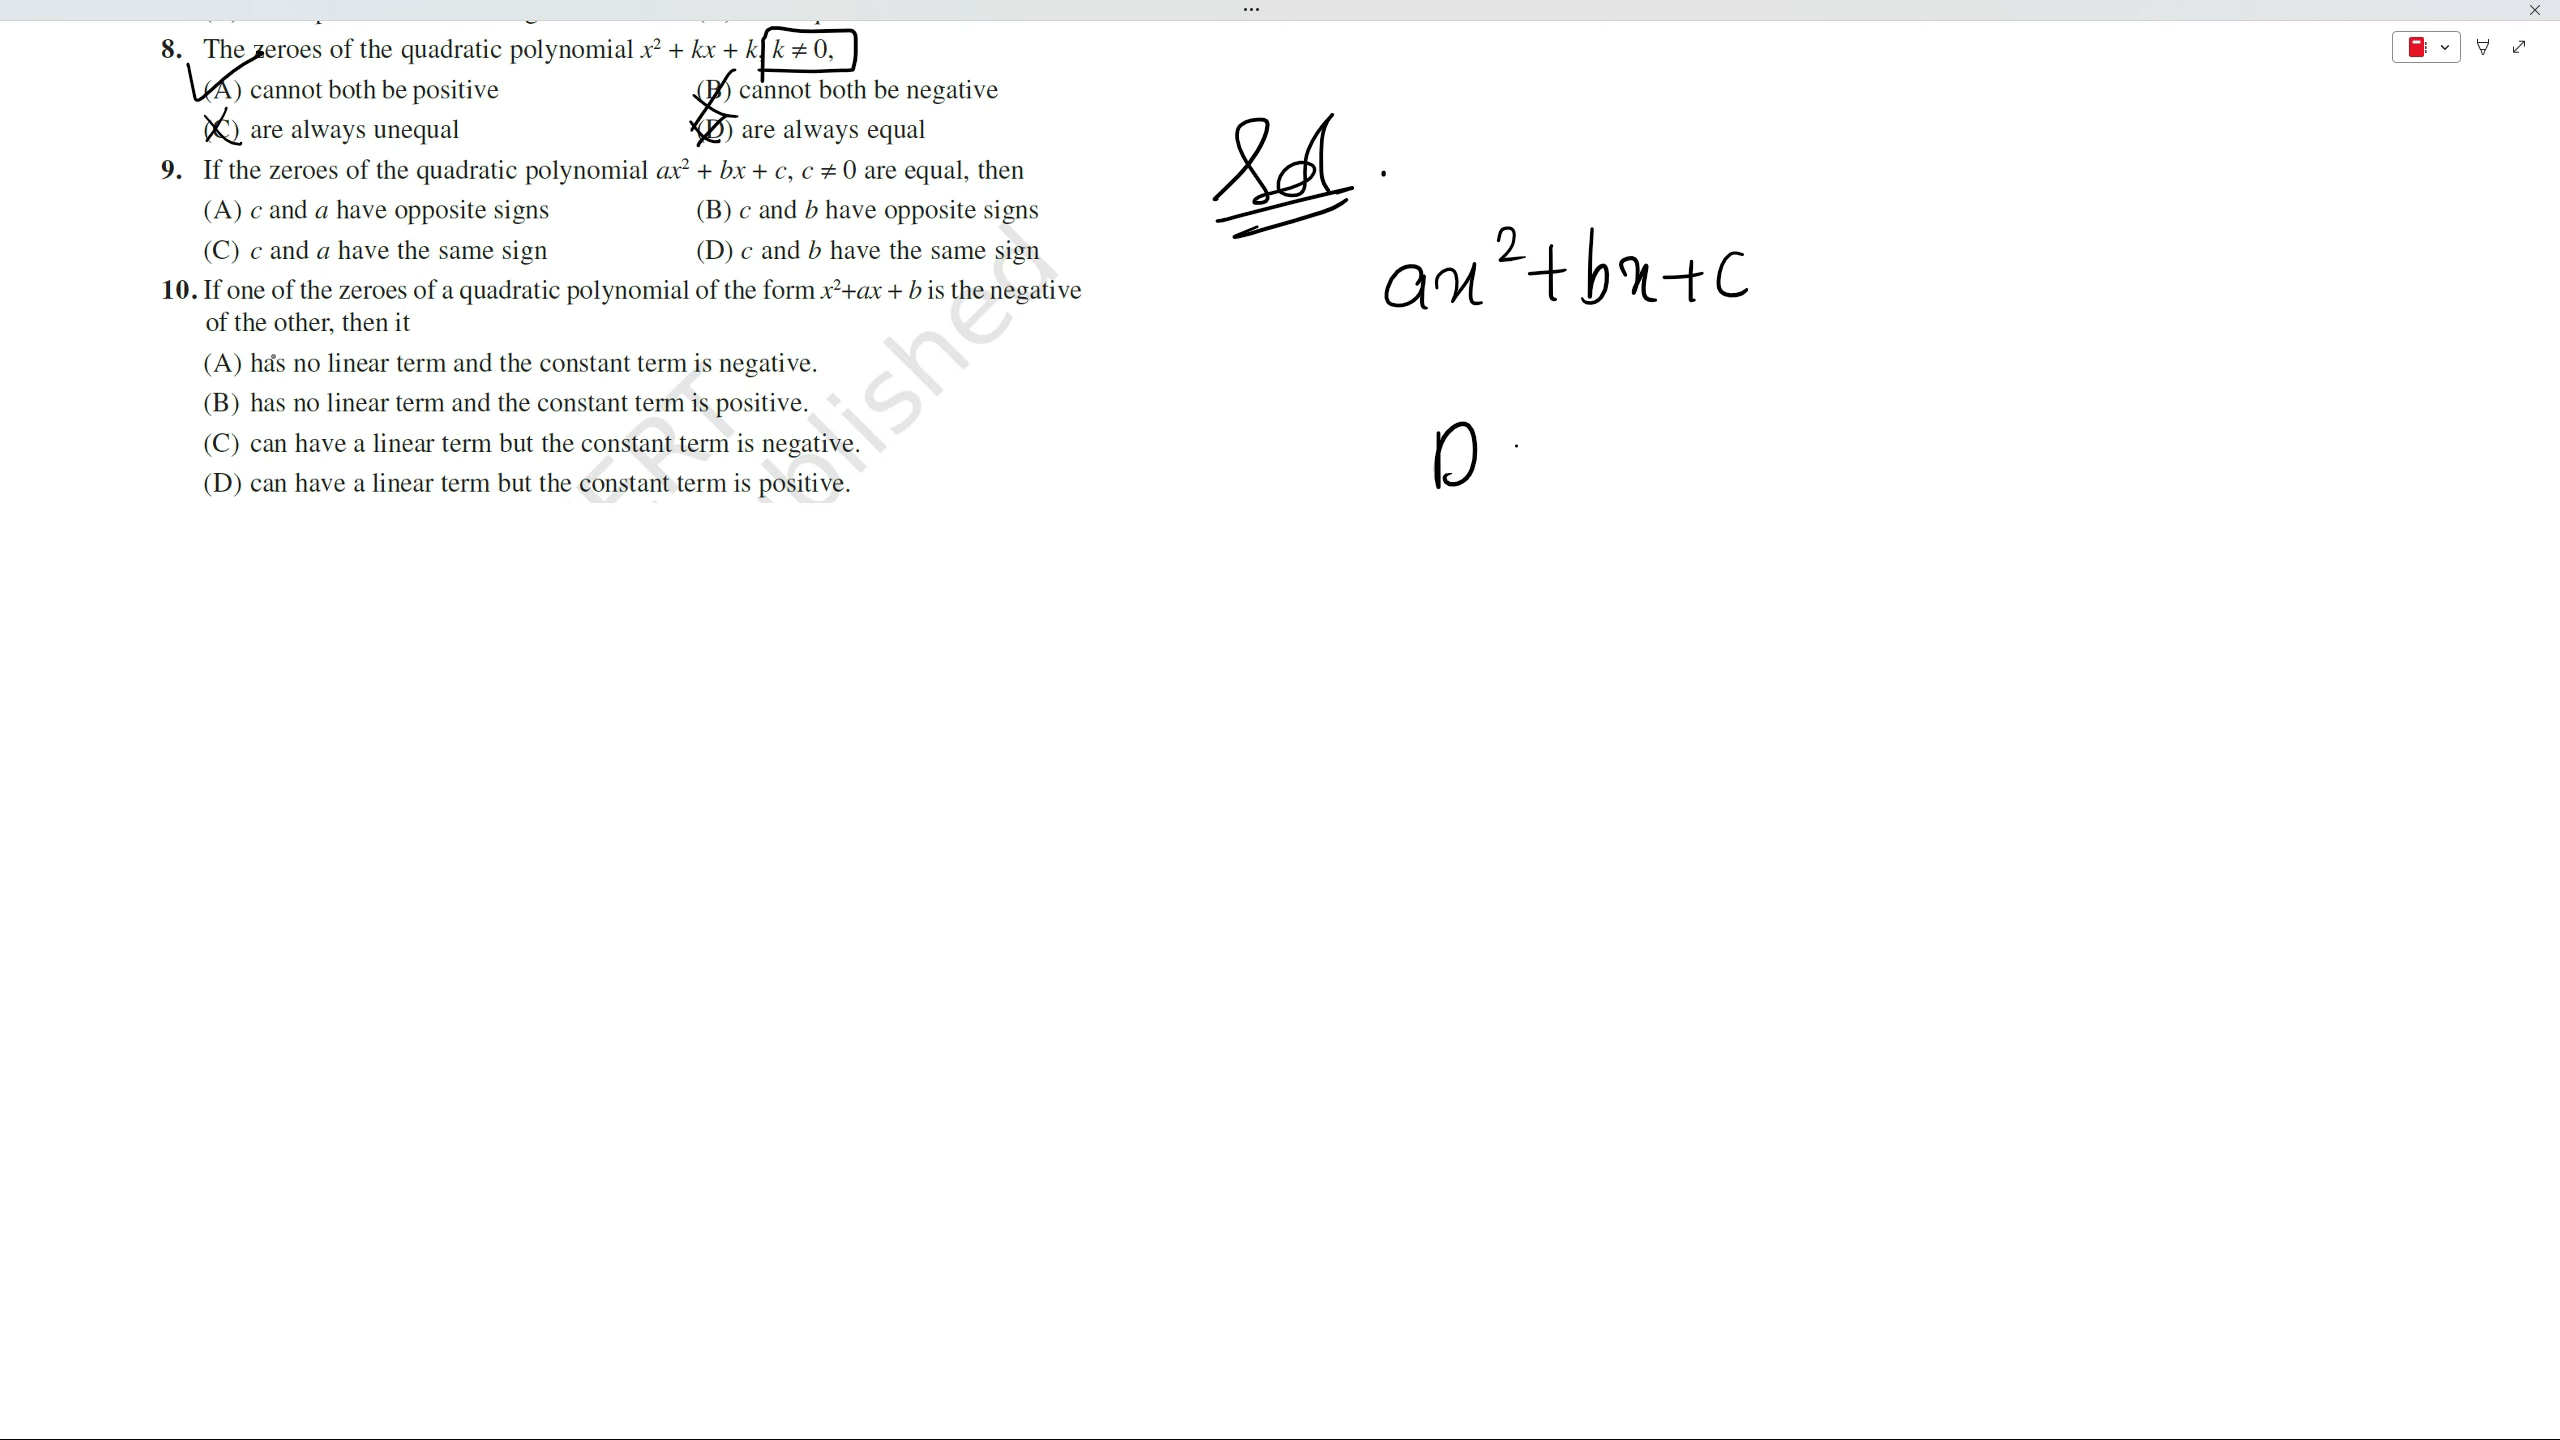 8. The zeroes of the quadratic polynomial x² + kx + k, k ≠ 0,
(A) cannot both be positive (B) cannot both be negative
(C) are always unequal (D) are always equal
9. If the zeroes of the quadratic polynomial ax² + bx + c, c ≠ 0 are equal, then
(A) c and a have opposite signs (B) c and b have opposite signs
(C) c and a have the same sign (D) c and b have the same sign
10. If one of the zeroes of a quadratic polynomial of the form x²+ax + b is the negative
of the other, then it
(A) has no linear term and the constant term is negative.
(B) has no linear term and the constant term is positive.
(C) can have a linear term but the constant term is negative.
(D) can have a linear term but the constant term is positive.
Sol.
ax²+bx+c
D